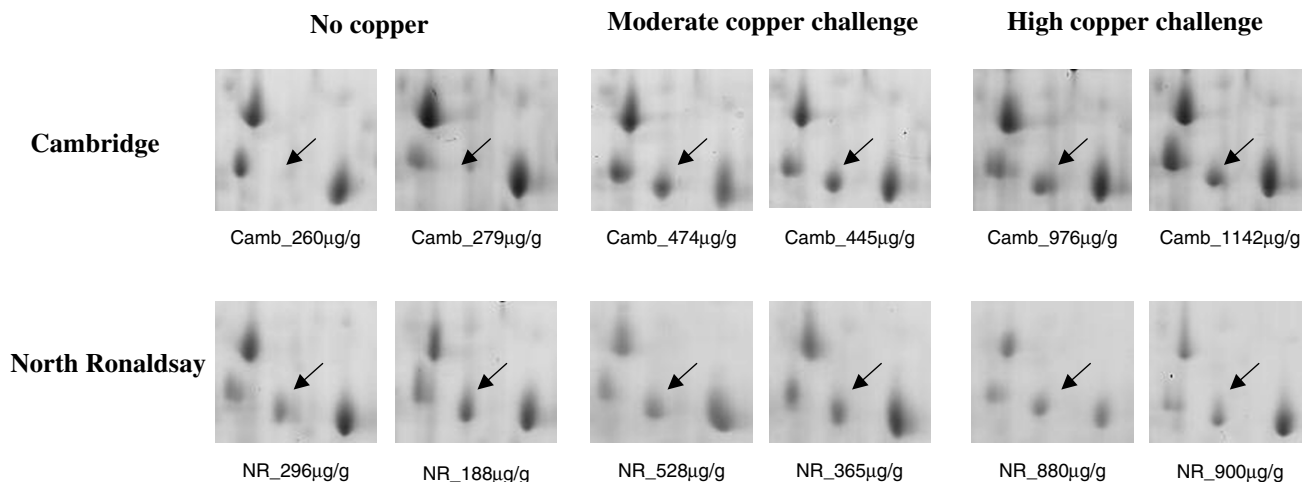 No copper
Moderate copper challenge
High copper challenge
Cambridge
Camb_260µg/g
Camb_279µg/g
Camb_474µg/g
Camb_445µg/g
Camb_976µg/g
Camb_1142µg/g
North Ronaldsay
NR_296µg/g
NR_188µg/g
NR_528µg/g
NR_365µg/g
NR_880µg/g
NR_900µg/g